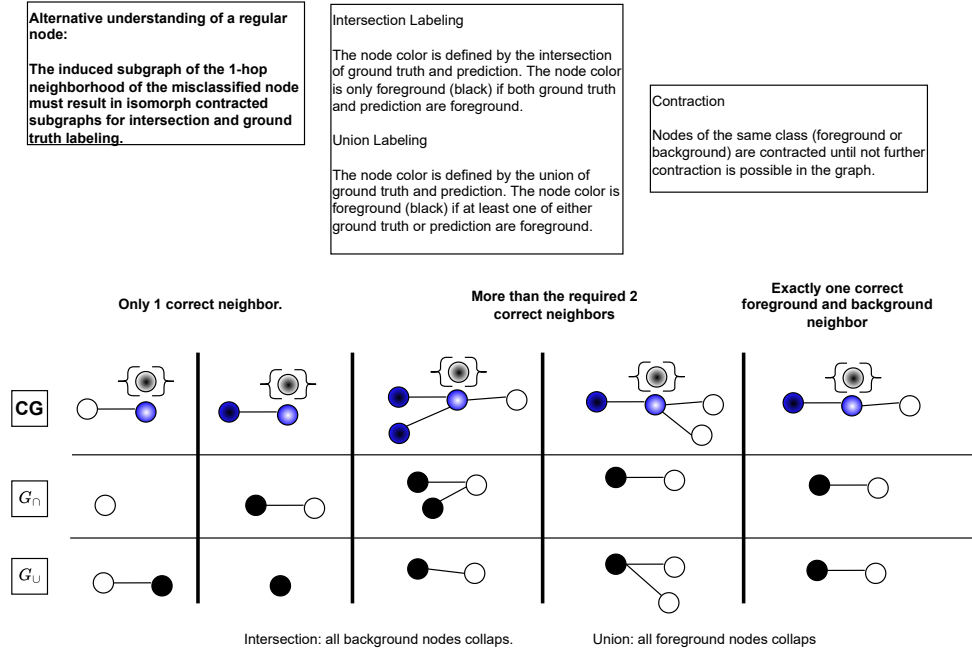 Alternative understanding of a regular
node:
The induced subgraph of the 1-hop
neighborhood of the misclassified node
must result in isomorph contracted
subgraphs for intersection and ground
truth labeling.
Intersection Labeling
The node color is defined by the intersection
of ground truth and prediction. The node color
is only foreground (black) if both ground truth
and prediction are foreground.
Union Labeling
The node color is defined by the union of
ground truth and prediction. The node color is
foreground (black) if at least one of either
ground truth or prediction are foreground.
Contraction
Nodes of the same class (foreground or
background) are contracted until not further
contraction is possible in the graph.
Only 1 correct neighbor.
More than the required 2
correct neighbors
Exactly one correct
foreground and background
neighbor
CG
G∩
G∪
Intersection: all background nodes collaps.
Union: all foreground nodes collaps